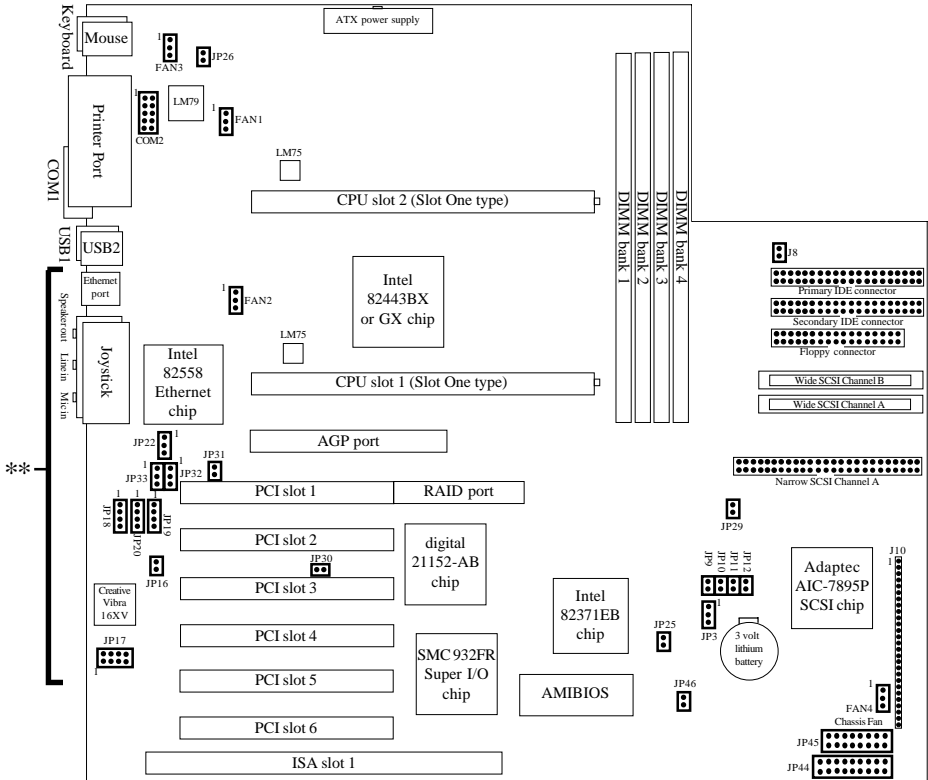 ATX power supply
Keyboard
Mouse
1
FAN3
JP26
Printer Port
COM1
1
COM2
LM79
1
FAN1
LM75
CPU slot 2 (Slot One type)
DIMM bank 1
DIMM bank 2
DIMM bank 3
DIMM bank 4
USB1
USB2
Ethernet
port
Speaker out
Line in
Mic in
Joystick
1
FAN2
Intel
82443BX
or GX chip
LM75
Intel
82558
Ethernet
chip
CPU slot 1 (Slot One type)
J8
Primary IDE connector
Secondary IDE connector
Floppy connector
Wide SCSI Channel B
Wide SCSI Channel A
Narrow SCSI Channel A
**
JP22
1
AGP port
JP33
1
1
JP32
JP31
PCI slot 1
RAID port
1
JP18
1
JP20
1
JP19
PCI slot 2
JP16
JP30
PCI slot 3
digital
21152-AB
chip
JP29
JP9
JP10
JP11
JP12
Adaptec
AIC-7895P
SCSI chip
J10
1
Creative
Vibra
16XV
Intel
82371EB
chip
JP3
1
JP25
3 volt
lithium
battery
PCI slot 4
JP17
1
SMC 932FR
Super I/O
chip
PCI slot 5
AMIBIOS
JP46
1
FAN4
Chassis Fan
PCI slot 6
JP45
JP44
ISA slot 1